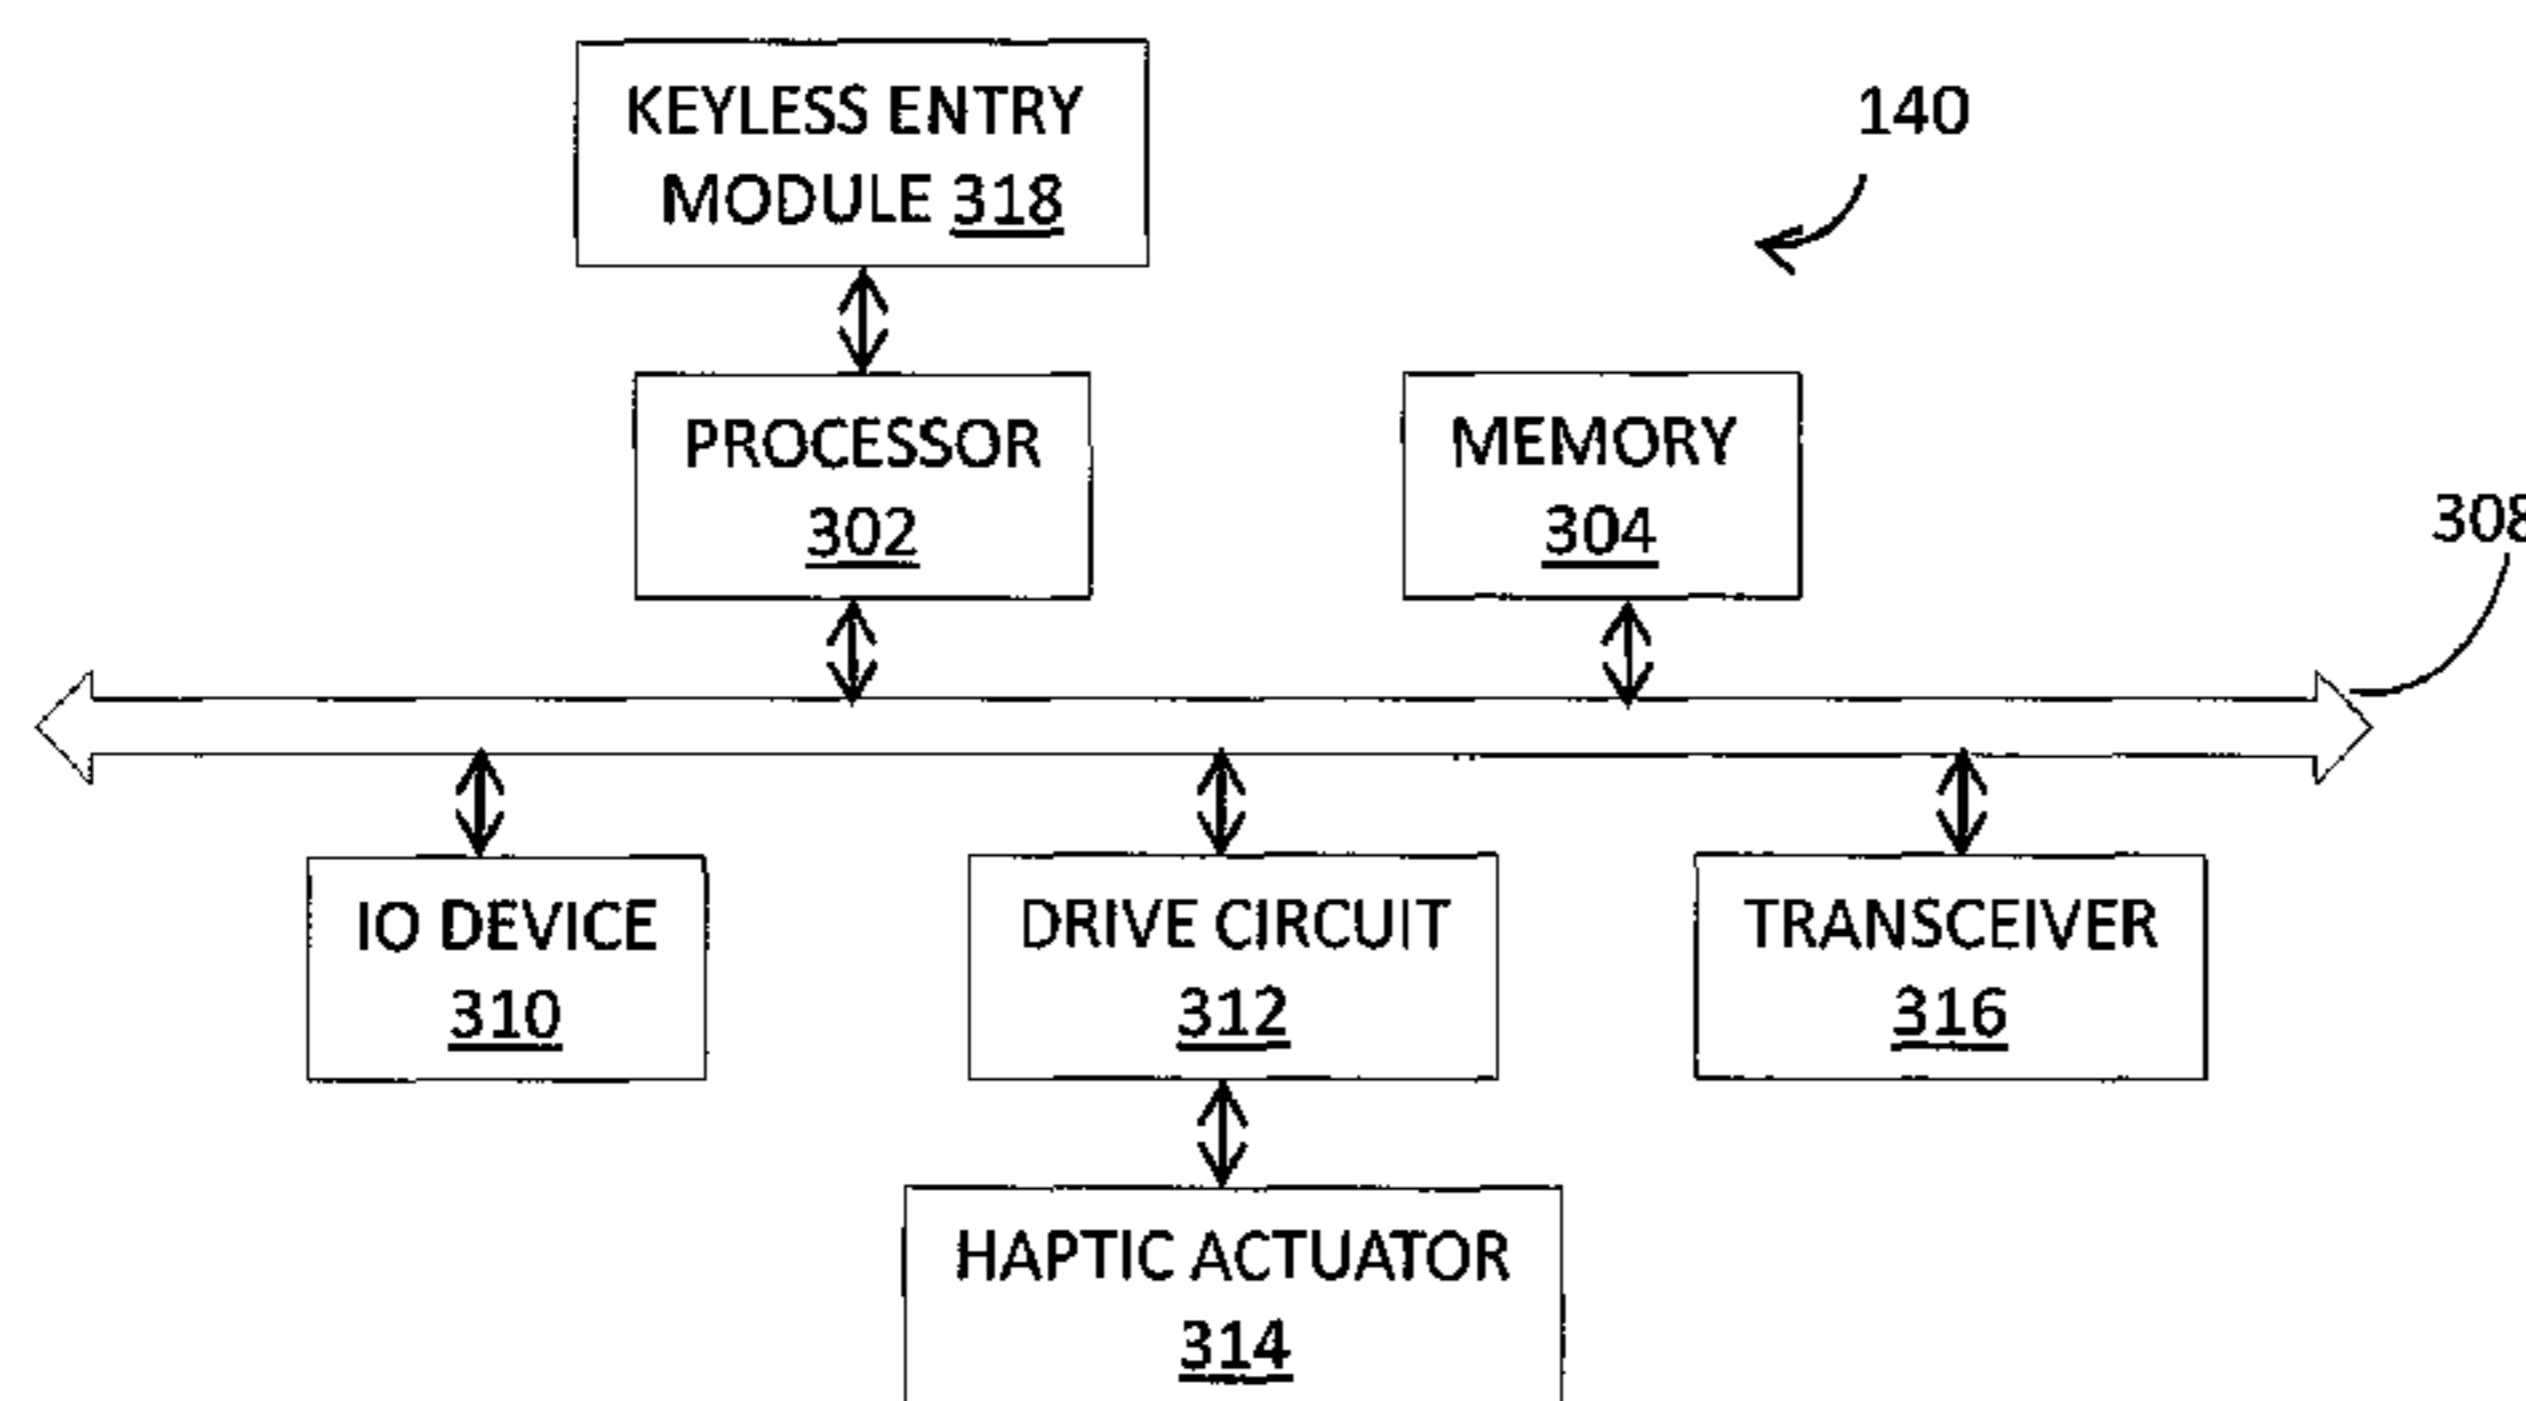 KEYLESS ENTRY
MODULE 318
140
PROCESSOR
302
MEMORY
304
308
IO DEVICE
310
DRIVE CIRCUIT
312
TRANSCEIVER
316
HAPTIC ACTUATOR
314